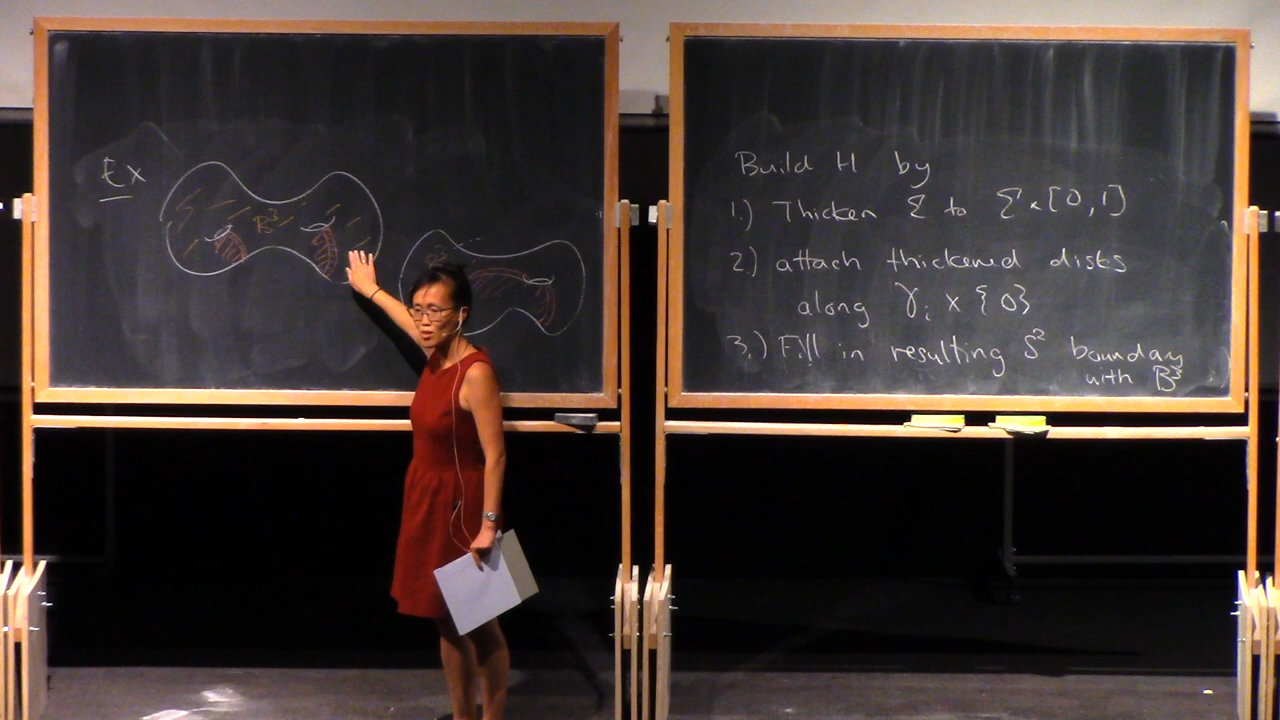 Ex
B³
B³
Build H by
1.) Thicken Σ to Σ × [0,1]
2.) attach thickened disks
along γᵢ × {0}
3.) Fill in resulting S² boundary
with B³